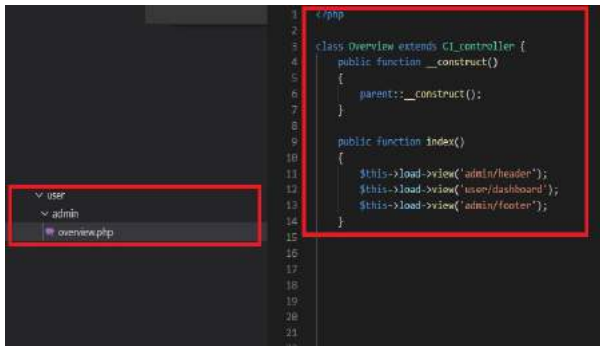 user
admin
overview.php
1 <?php
2
3 class Overview extends CI_controller {
4 public function __construct()
5 {
6 parent::__construct();
7 }
8
9 public function index()
10 {
11 $this->load->view('admin/header');
12 $this->load->view('user/dashboard');
13 $this->load->view('admin/footer');
14 }
15
16
17
18
19
20
21